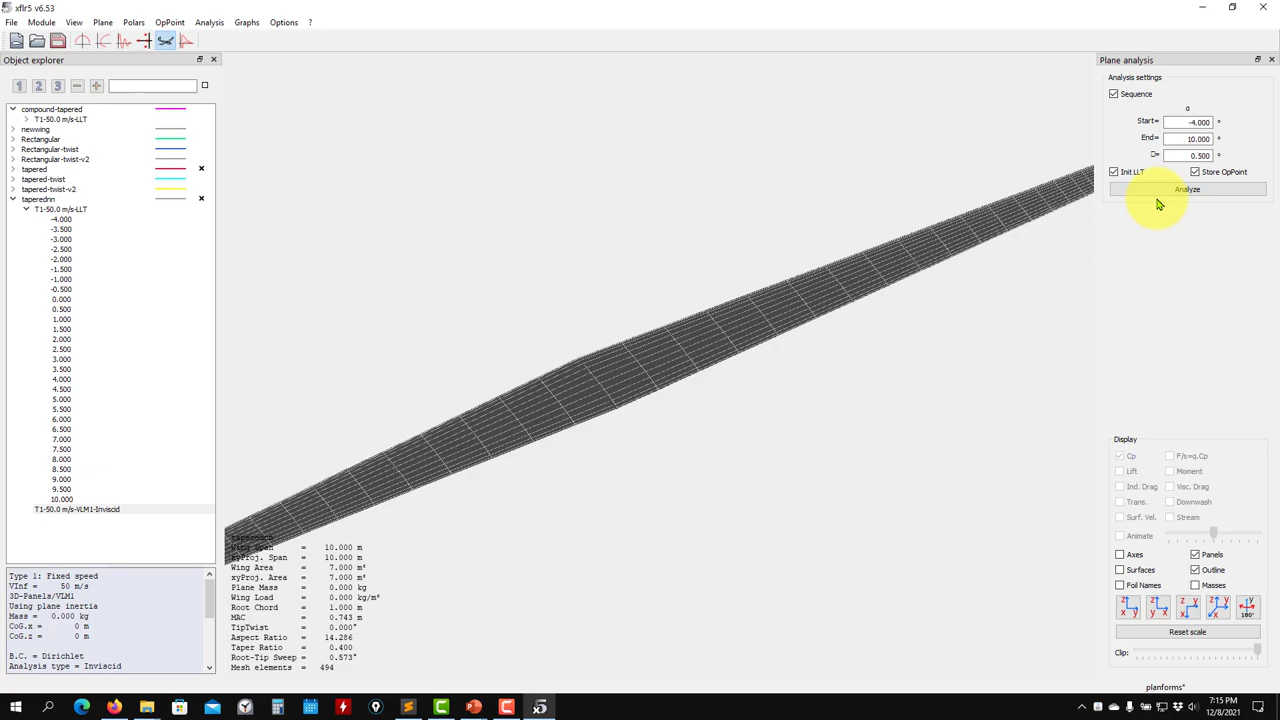 xflr5 v6.53
File Module View Plane Polars OpPoint Analysis Graphs Options ?
Object explorer
1 2 3
compound-tapered
T1-50.0 m/s-LLT
newwing
Rectangular
Rectangular-twist
Rectangular-twist-v2
tapered
tapered-twist
tapered-twist-v2
taperednn
T1-50.0 m/s-LLT
-4.000
-3.500
-3.000
-2.500
-2.000
-1.500
-1.000
-0.500
0.000
0.500
1.000
1.500
2.000
2.500
3.000
3.500
4.000
4.500
5.000
5.500
6.000
6.500
7.000
7.500
8.000
8.500
9.000
9.500
10.000
T1-50.0 m/s-VLM1-Inviscid
Type 1: Fixed speed
VInf = 50 m/s
3D-Panels/VLM1
Using plane inertia
Mass = 0.000 kg
CoG.x = 0 m
CoG.z = 0 m
B.C. = Dirichlet
Analysis type = Inviscid
taperednn
Wing Span = 10.000 m
xyProj. Span = 10.000 m
Wing Area = 7.000 m²
xyProj. Area = 7.000 m²
Plane Mass = 0.000 kg
Wing Load = 0.000 kg/m²
Root Chord = 1.000 m
MAC = 0.743 m
TipTwist = 0.000°
Aspect Ratio = 14.286
Taper Ratio = 0.400
Root-Tip Sweep = 0.573°
Mesh elements = 494
Plane analysis
Analysis settings
Sequence
α
Start= -4.000 °
End= 10.000 °
= 0.500 °
Init LLT Store OpPoint
Analyze
Display
Cp F/s=q.Cp
Lift Moment
Ind. Drag Visc. Drag
Trans. Downwash
Surf. Vel. Stream
Animate
Axes Panels
Surfaces Outline
Foil Names Masses
Reset scale
Clip:
planforms*
7:15 PM
12/8/2021